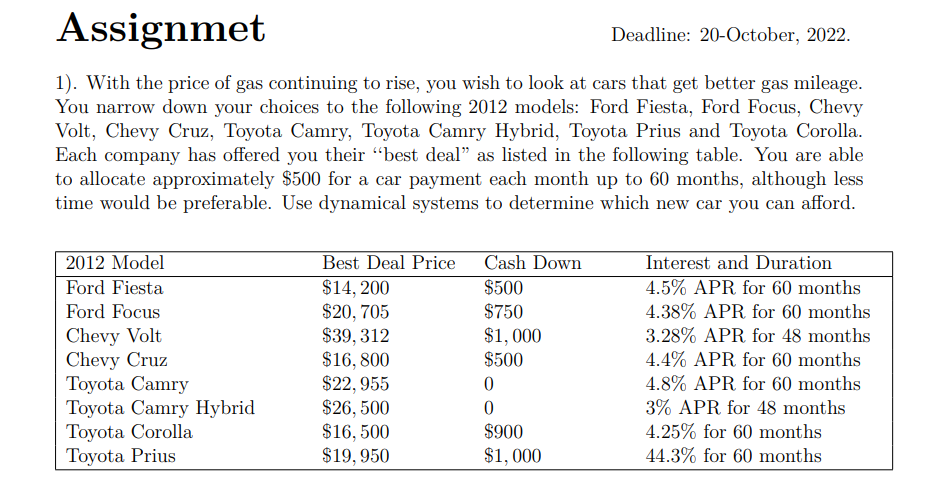 Assignmet Deadline: 20-October, 2022.
1). With the price of gas continuing to rise, you wish to look at cars that get better gas mileage.
You narrow down your choices to the following 2012 models: Ford Fiesta, Ford Focus, Chevy
Volt, Chevy Cruz, Toyota Camry, Toyota Camry Hybrid, Toyota Prius and Toyota Corolla.
Each company has offered you their “best deal” as listed in the following table. You are able
to allocate approximately $500 for a car payment each month up to 60 months, although less
time would be preferable. Use dynamical systems to determine which new car you can afford.
2012 Model Best Deal Price Cash Down Interest and Duration
Ford Fiesta $14, 200 $500 4.5% APR for 60 months
Ford Focus $20, 705 $750 4.38% APR for 60 months
Chevy Volt $39, 312 $1, 000 3.28% APR for 48 months
Chevy Cruz $16, 800 $500 4.4% APR for 60 months
Toyota Camry $22, 955 0 4.8% APR for 60 months
Toyota Camry Hybrid $26, 500 0 3% APR for 48 months
Toyota Corolla $16, 500 $900 4.25% for 60 months
Toyota Prius $19, 950 $1, 000 44.3% for 60 months